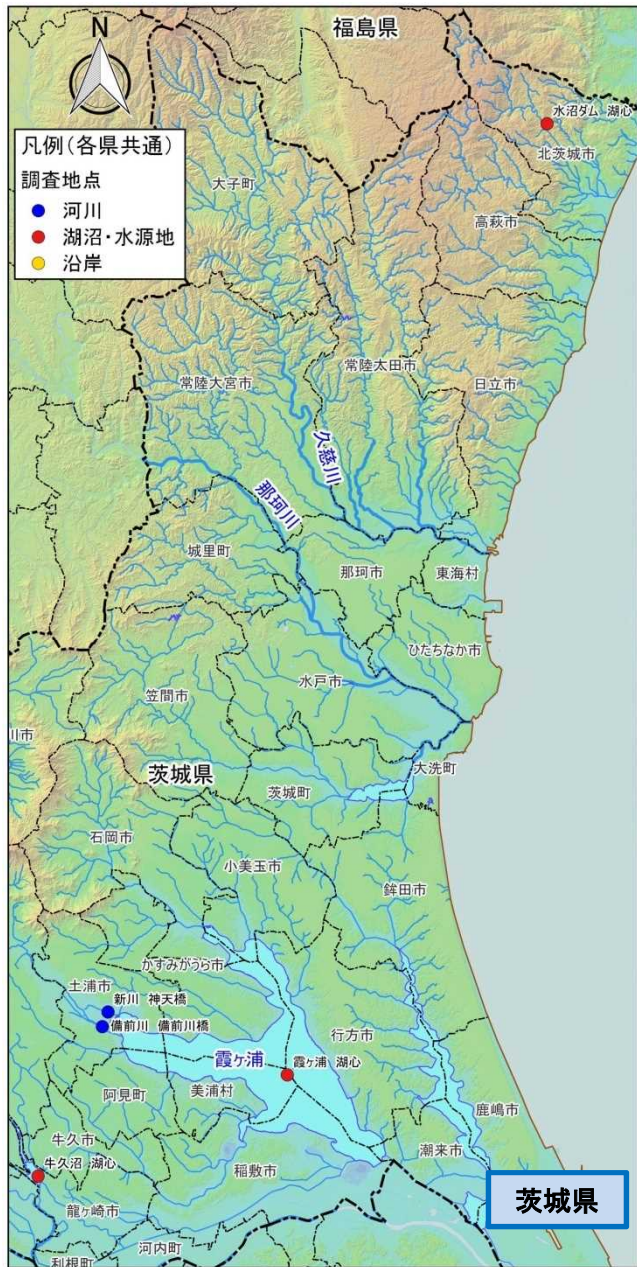 福島県
N
水沼ダム 湖心
凡例(各県共通)
調査地点
河川
湖沼・水源地
沿岸
北茨城市
大子町
高萩市
常陸太田市
常陸大宮市
日立市
久慈川
那珂川
城里町
那珂市
東海村
ひたちなか市
水戸市
笠間市
川市
大洗町
茨城県
茨城町
石岡市
小美玉市
鉾田市
かすみがうら市
土浦市
新川 神天橋
備前川 備前川橋
行方市
霞ヶ浦
霞ヶ浦 湖心
美浦村
阿見町
鹿嶋市
牛久市
潮来市
牛久沼 湖心
稲敷市
茨城県
龍ヶ崎市
河内町
利根町